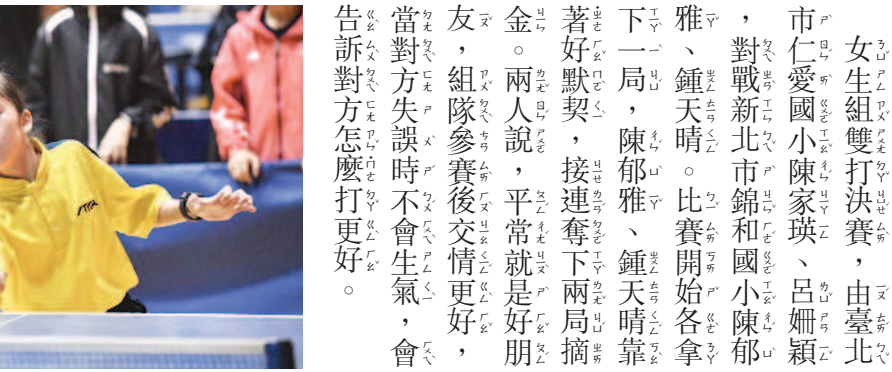 女生組雙打決賽，由臺北
市仁愛國小陳家瑛、呂姍穎
，對戰新北市錦和國小陳郁
雅、鍾天晴。比賽開始各拿
下一局，陳郁雅、鍾天晴靠
著好默契，接連奪下兩局摘
金。兩人說，平常就是好朋
友，組隊參賽後交情更好，
當對方失誤時不會生氣，會
告訴對方怎麼打更好。